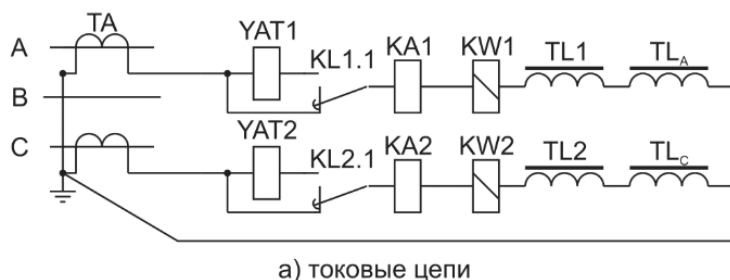 TA
A
B
C
YAT1
KL1.1
KA1
KW1
TL1
TLA
YAT2
KL2.1
KA2
KW2
TL2
TLC
а) токовые цепи